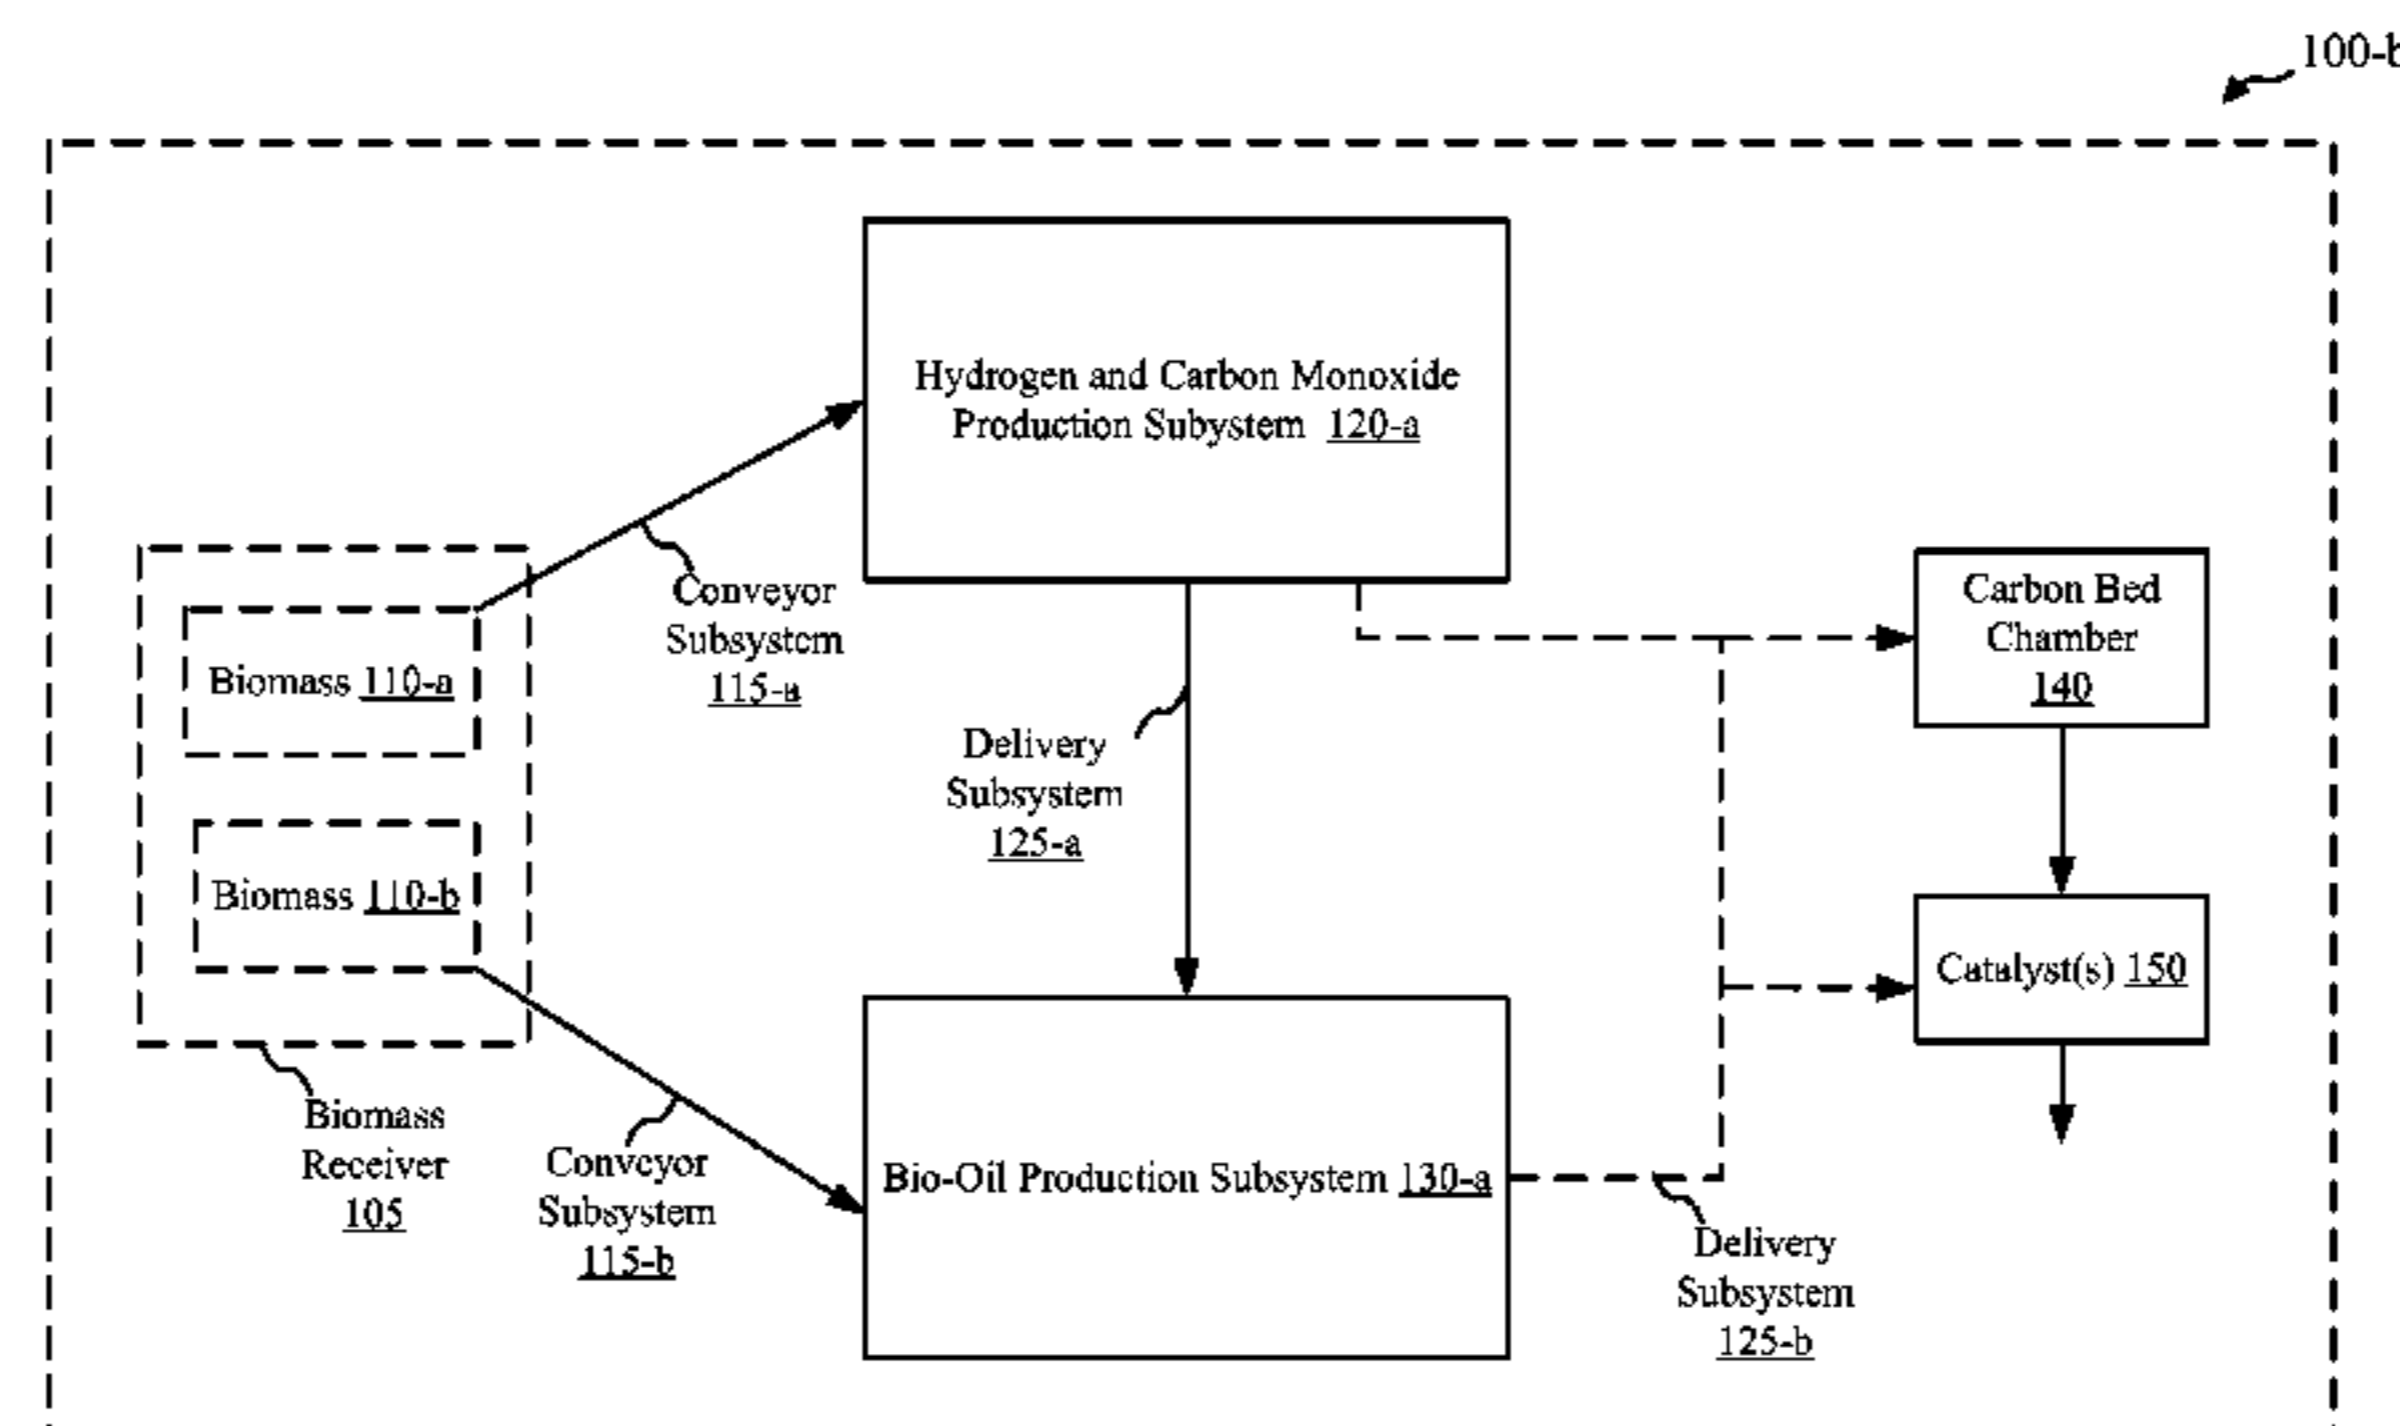 100-b
Hydrogen and Carbon Monoxide
Production Subystem 120-a
Conveyor
Subsystem
115-a
Carbon Bed
Chamber
140
Biomass 110-a
Delivery
Subsystem
125-a
Biomass 110-b
Catalyst(s) 150
Biomass
Receiver
105
Conveyor
Subsystem
115-b
Bio-Oil Production Subsystem 130-a
Delivery
Subsystem
125-b